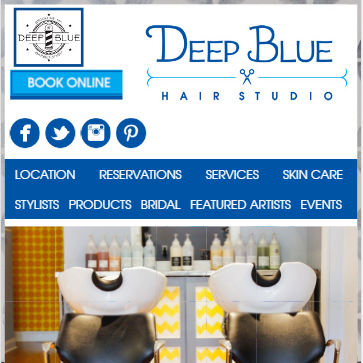 DEEP BLUE
BOOK ONLINE
DEEP BLUE
HAIR STUDIO
LOCATION RESERVATIONS SERVICES SKIN CARE
STYLISTS PRODUCTS BRIDAL FEATURED ARTISTS EVENTS